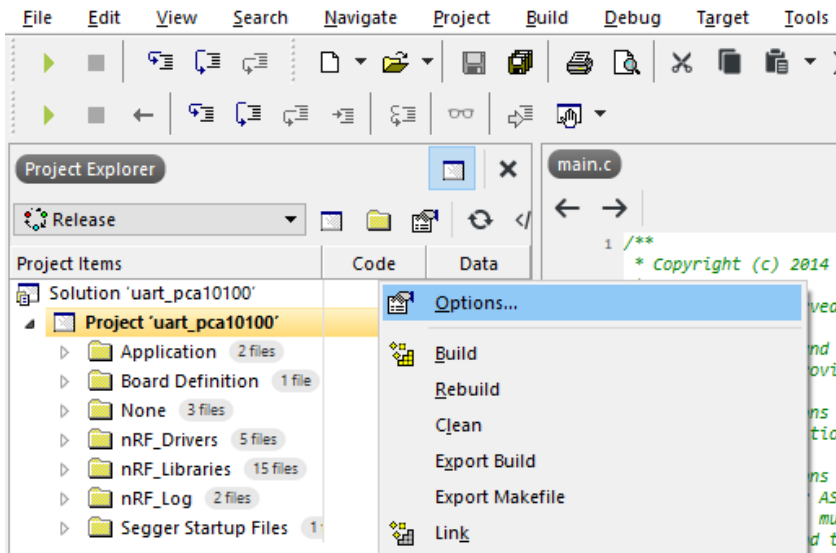 File Edit View Search Navigate Project Build Debug Target Tools
Project Explorer
main.c
Release
Project Items Code Data
1 /**
* Copyright (c) 2014
Solution 'uart_pca10100'
Project 'uart_pca10100'
Application 2 files
Board Definition 1 file
None 3 files
nRF_Drivers 5 files
nRF_Libraries 15 files
nRF_Log 2 files
Segger Startup Files 1
Options...
Build
Rebuild
Clean
Export Build
Export Makefile
Link